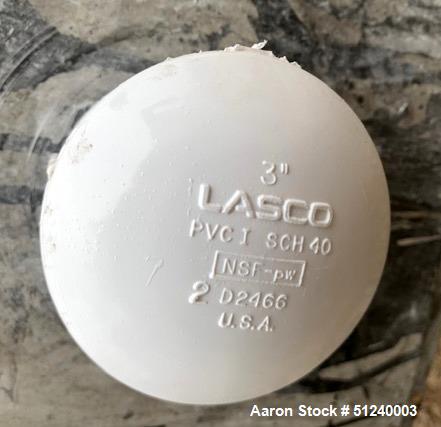 3"
LASCO
PVC I SCH 40
NSF-pw
2 D2466
U.S.A.
Aaron Stock # 51240003